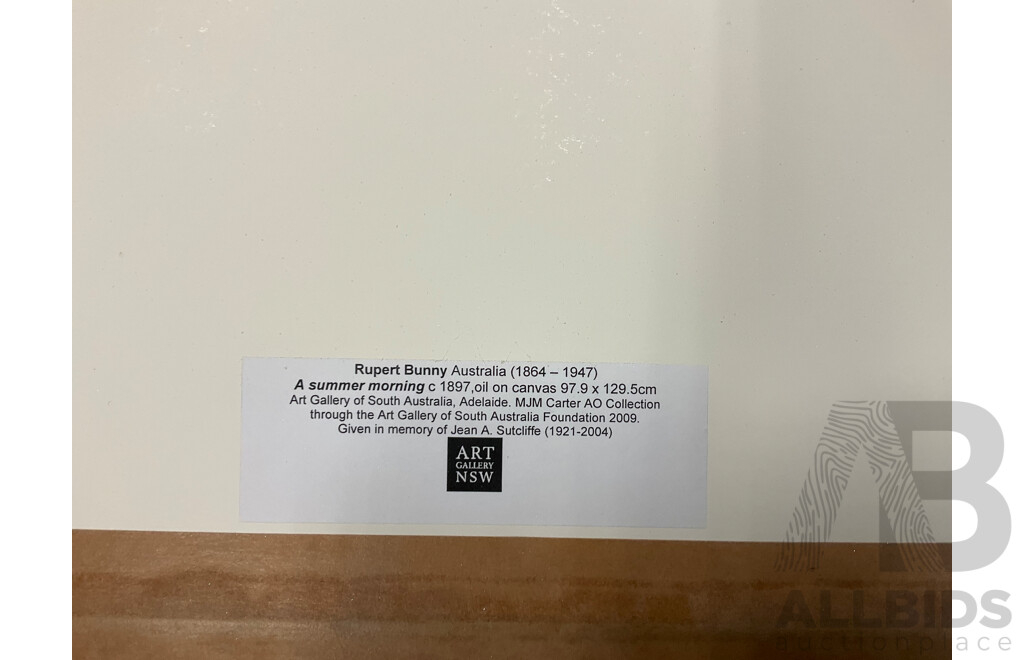 Rupert Bunny Australia (1864 – 1947)
A summer morning c 1897,oil on canvas 97.9 x 129.5cm
Art Gallery of South Australia, Adelaide. MJM Carter AO Collection
through the Art Gallery of South Australia Foundation 2009.
Given in memory of Jean A. Sutcliffe (1921-2004)
ART
GALLERY
NSW
AB
ALLBIDS
auctionplace